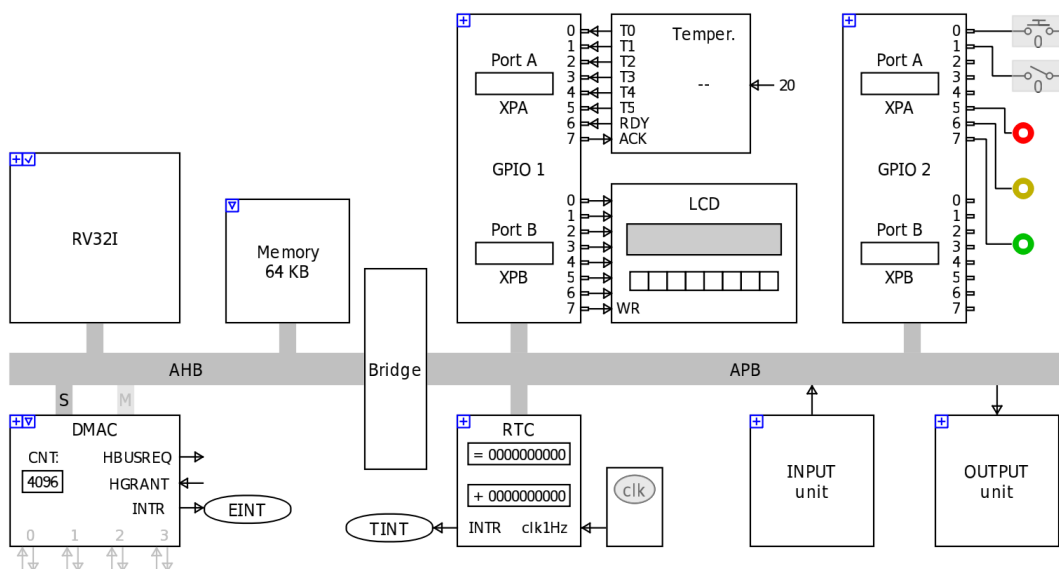 RV32I
Memory
64 KB
Bridge
AHB
APB
Port A
XPA
GPIO 1
Port B
XPB
0
1
2
3
4
5
6
7
0
1
2
3
4
5
6
7
T0
T1
T2
T3
T4
T5
RDY
ACK
Temper.
--
20
LCD
WR
Port A
XPA
GPIO 2
Port B
XPB
0
1
2
3
4
5
6
7
0
1
2
3
4
5
6
7
0
0
S
M
DMAC
CNT:
4096
HBUSREQ
HGRANT
INTR
EINT
0 1 2 3
RTC
= 0000000000
+ 0000000000
INTR clk1Hz
TINT
clk
INPUT
unit
OUTPUT
unit